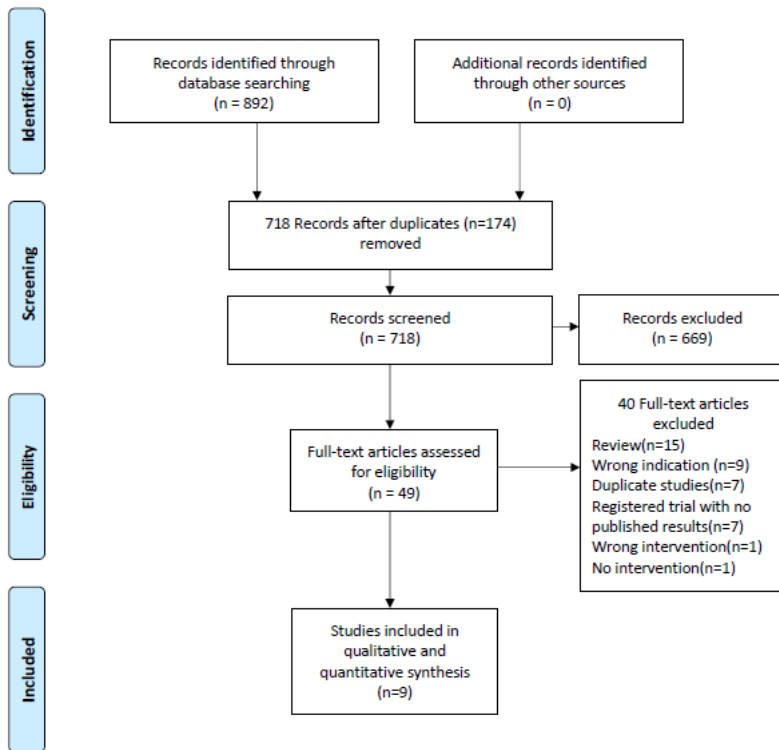 Identification
Records identified through
database searching
(n = 892)
Additional records identified
through other sources
(n = 0)
Screening
718 Records after duplicates (n=174)
removed
Records screened
(n = 718)
Records excluded
(n = 669)
Eligibility
Full-text articles assessed
for eligibility
(n = 49)
40 Full-text articles
excluded
Review(n=15)
Wrong indication (n=9)
Duplicate studies(n=7)
Registered trial with no
published results(n=7)
Wrong intervention(n=1)
No intervention(n=1)
Included
Studies included in
qualitative and
quantitative synthesis
(n=9)